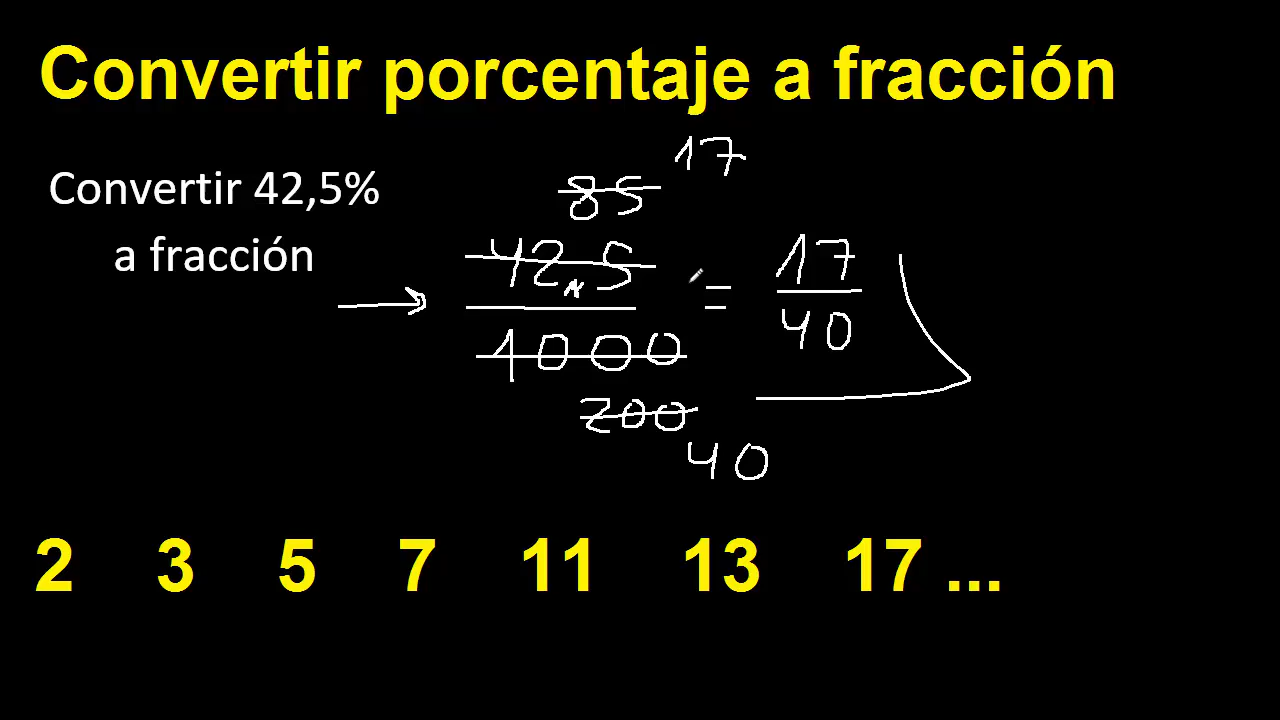 Convertir porcentaje a fracción
Convertir 42,5%
a fracción
→
17
85
42,5
1000
=
17
40
200
40
2 3 5 7 11 13 17 ...